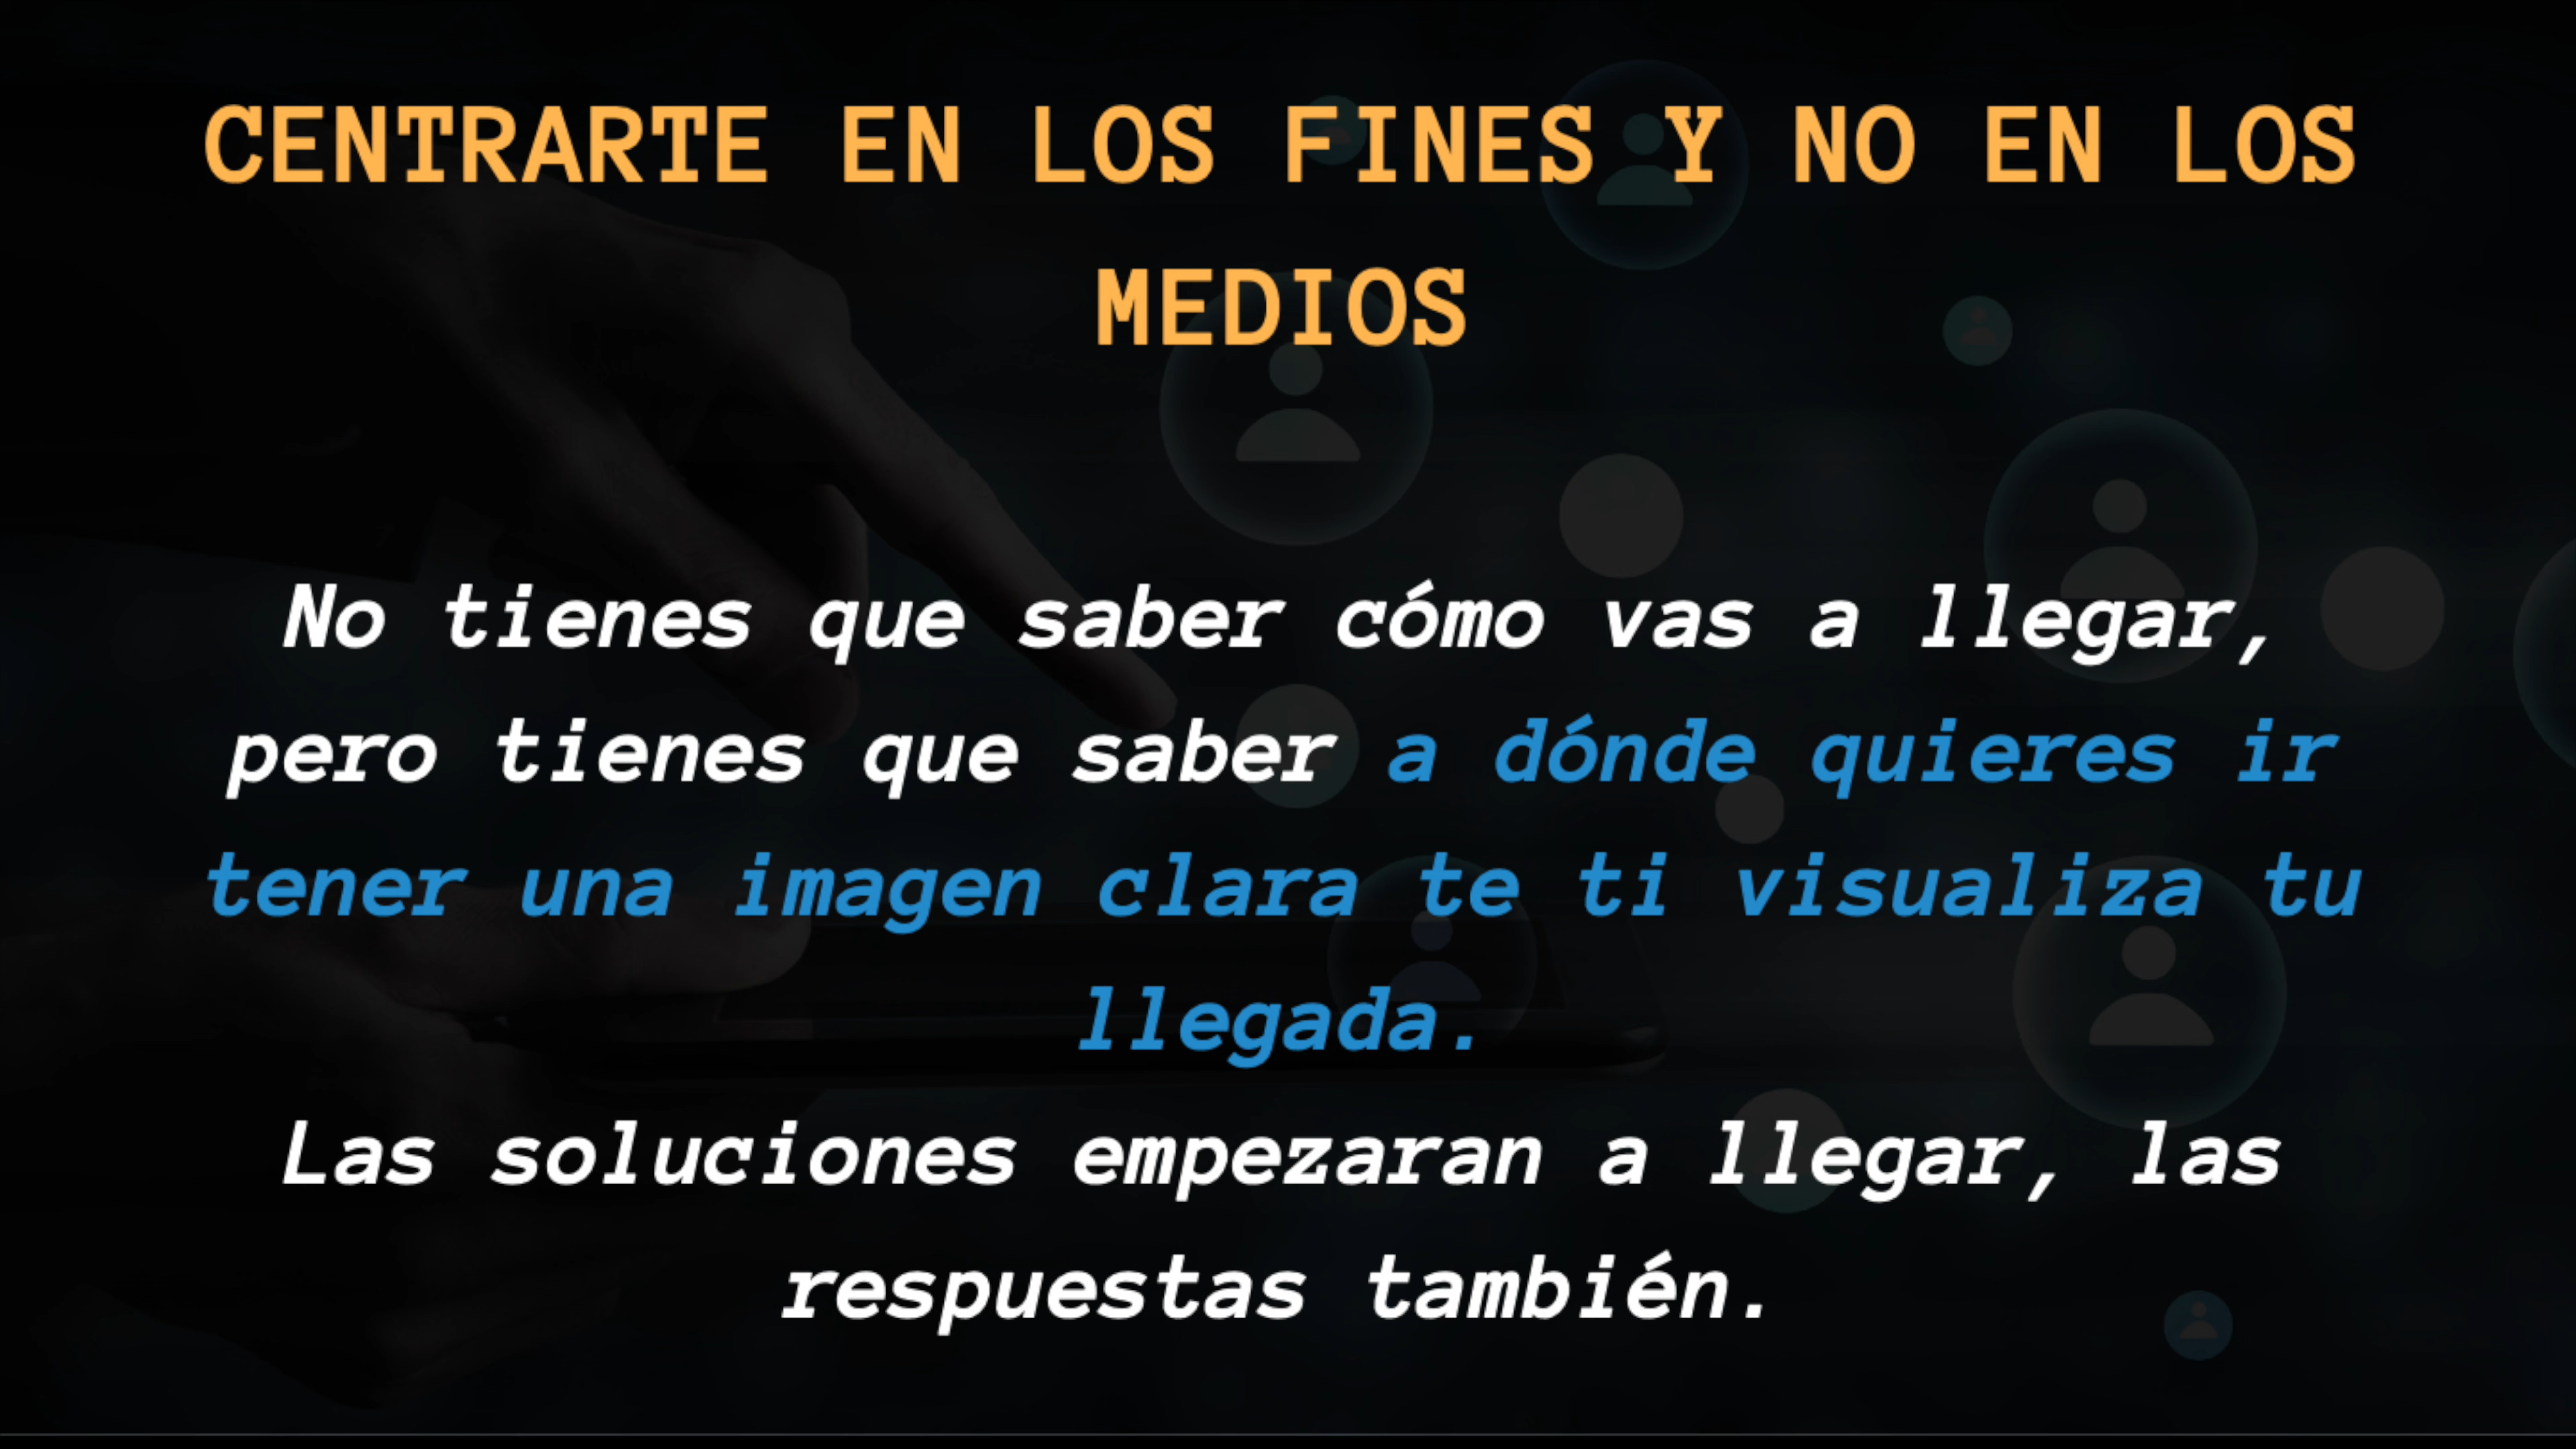 CENTRARTE EN LOS FINES Y NO EN LOS
MEDIOS
No tienes que saber cómo vas a llegar,
pero tienes que saber a dónde quieres ir
tener una imagen clara te ti visualiza tu
llegada.
Las soluciones empezaran a llegar, las
respuestas también.